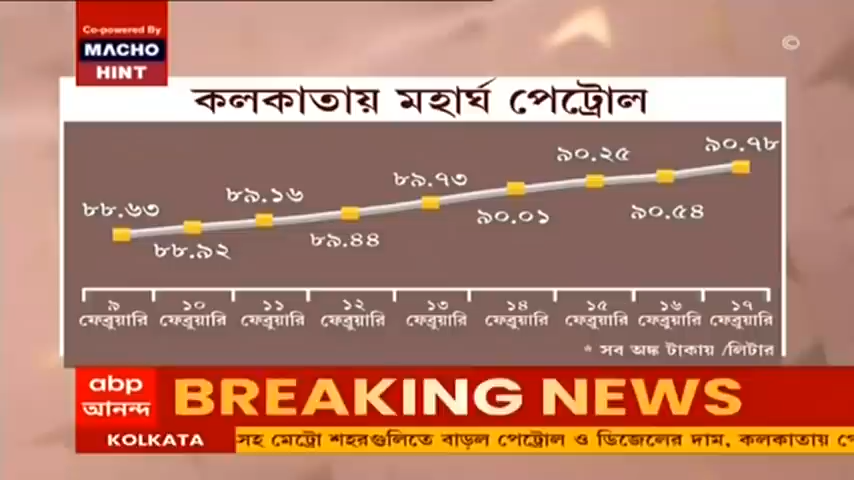 Co-powered By
MACHO
HINT
©
কলকাতায় মহার্ঘ পেট্রোল
৮৮.৬৩
৮৮.৯২
৮৯.১৬
৮৯.৪৪
৮৯.৭৩
৯০.০১
৯০.২৫
৯০.৫৪
৯০.৭৮
৯ ফেব্রুয়ারি
১০ ফেব্রুয়ারি
১১ ফেব্রুয়ারি
১২ ফেব্রুয়ারি
১৩ ফেব্রুয়ারি
১৪ ফেব্রুয়ারি
১৫ ফেব্রুয়ারি
১৬ ফেব্রুয়ারি
১৭ ফেব্রুয়ারি
* সব অঙ্ক টাকায় /লিটার
abp
আনন্দ
BREAKING NEWS
KOLKATA
সহ মেট্রো শহরগুলিতে বাড়ল পেট্রোল ও ডিজেলের দাম, কলকাতায়